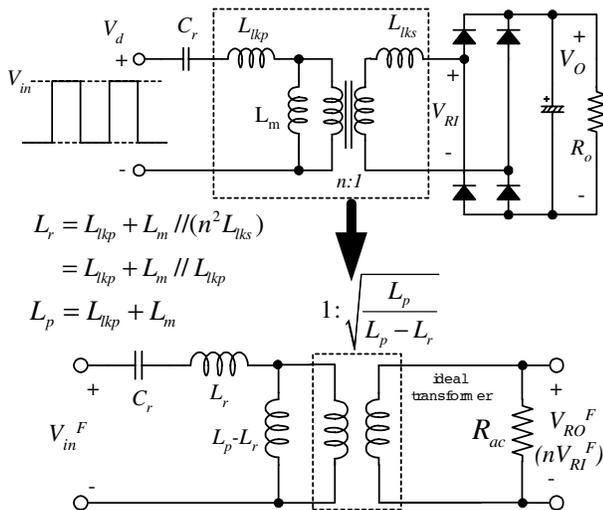 V_d
C_r
L_lkp
L_lks
+
V_in
L_m
+
V_RI
-
+
V_O
+
R_o
-
-
n:1
L_r = L_lkp + L_m //(n^2 L_lks)
= L_lkp + L_m // L_lkp
L_p = L_lkp + L_m
1:√(L_p / (L_p − L_r))
+
C_r
L_r
V_in^F
L_p-L_r
-
ideal
transformer
R_ac
+
V_RO^F
(nV_RI^F)
-